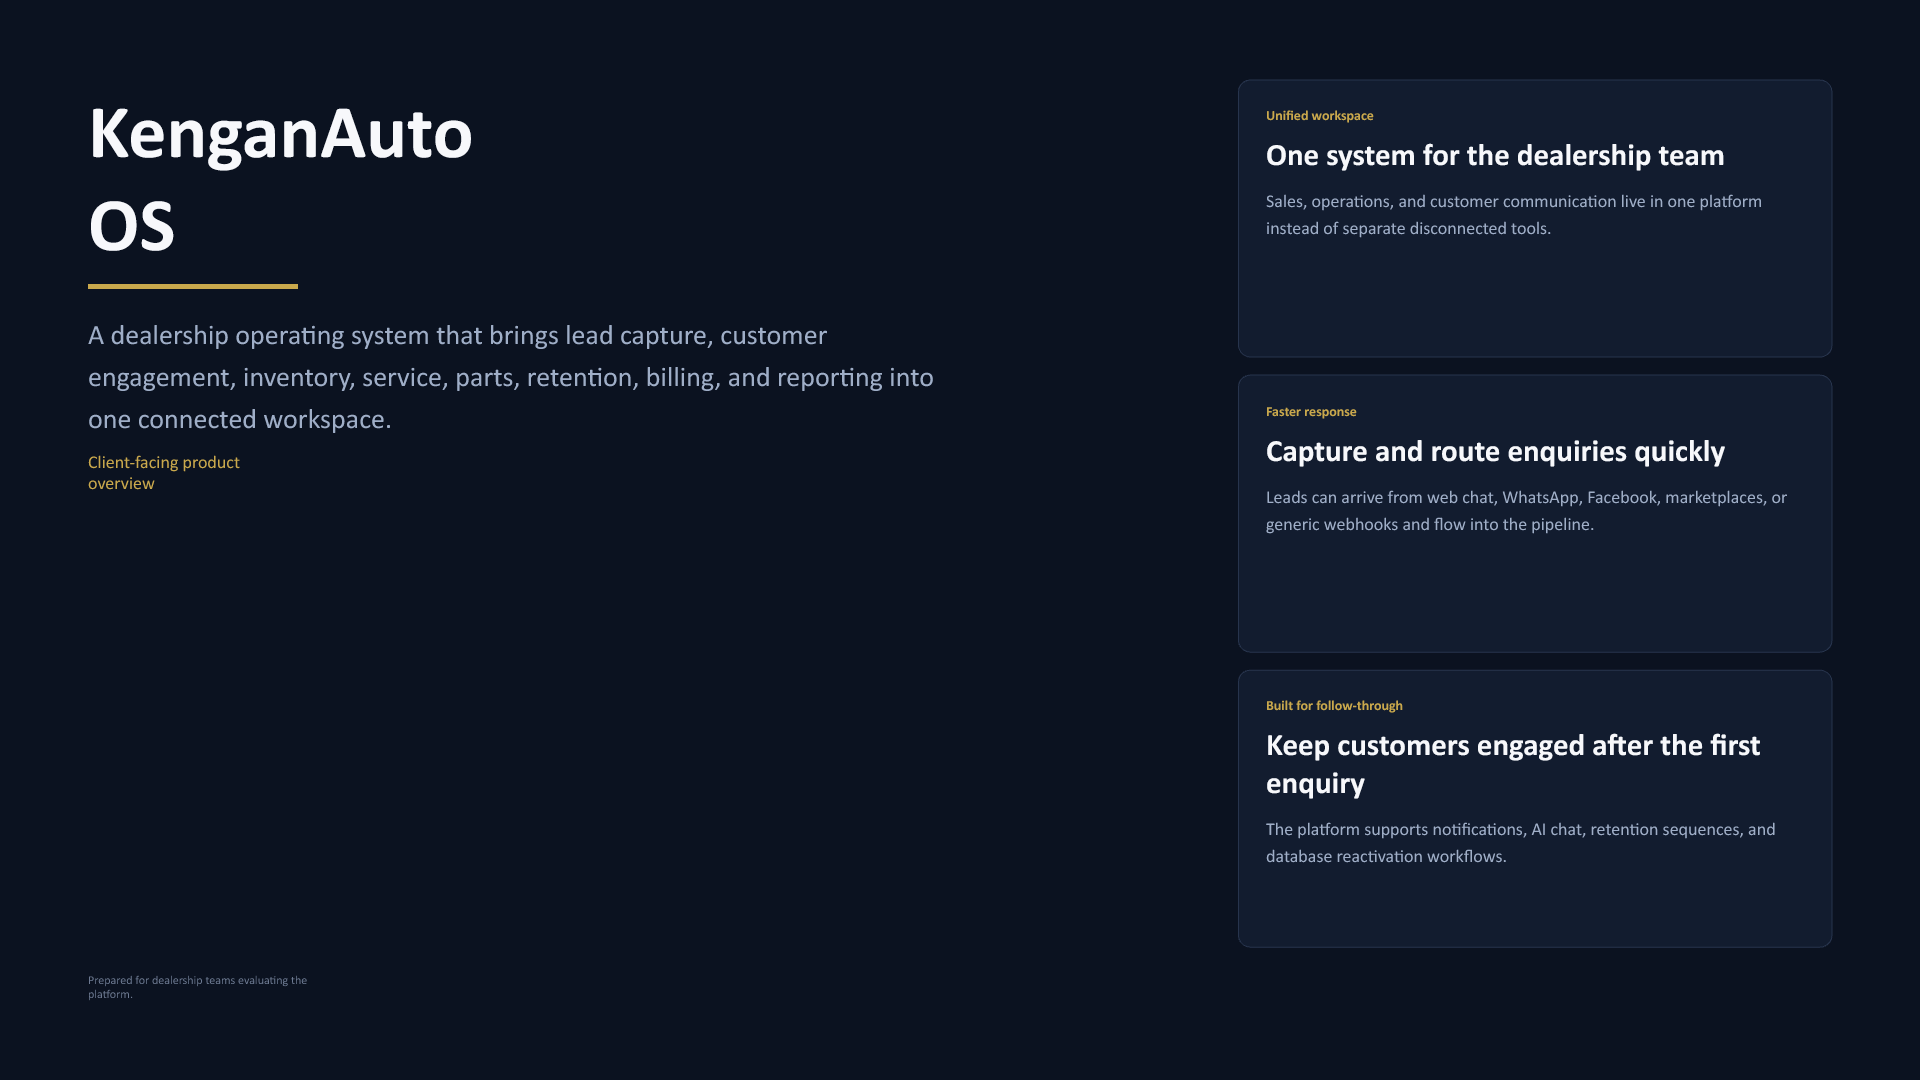 KenganAuto
OS
A dealership operating system that brings lead capture, customer
engagement, inventory, service, parts, retention, billing, and reporting into
one connected workspace.
Client-facing product
overview
Prepared for dealership teams evaluating the
platform.
Unified workspace
One system for the dealership team
Sales, operations, and customer communication live in one platform
instead of separate disconnected tools.
Faster response
Capture and route enquiries quickly
Leads can arrive from web chat, WhatsApp, Facebook, marketplaces, or
generic webhooks and flow into the pipeline.
Built for follow-through
Keep customers engaged after the first
enquiry
The platform supports notifications, AI chat, retention sequences, and
database reactivation workflows.